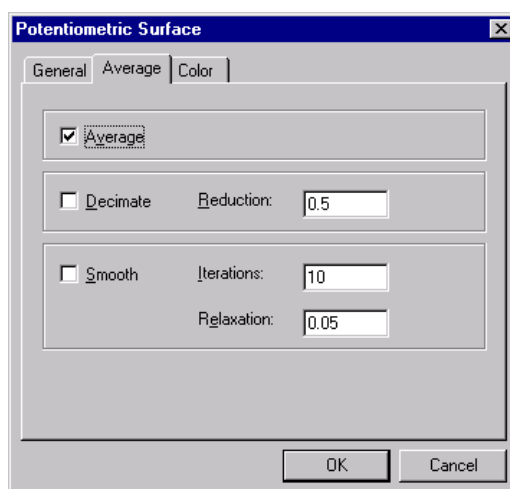 Potentiometric Surface
General Average Color
Average
Decimate Reduction: 0.5
Smooth Iterations: 10
Relaxation: 0.05
OK Cancel